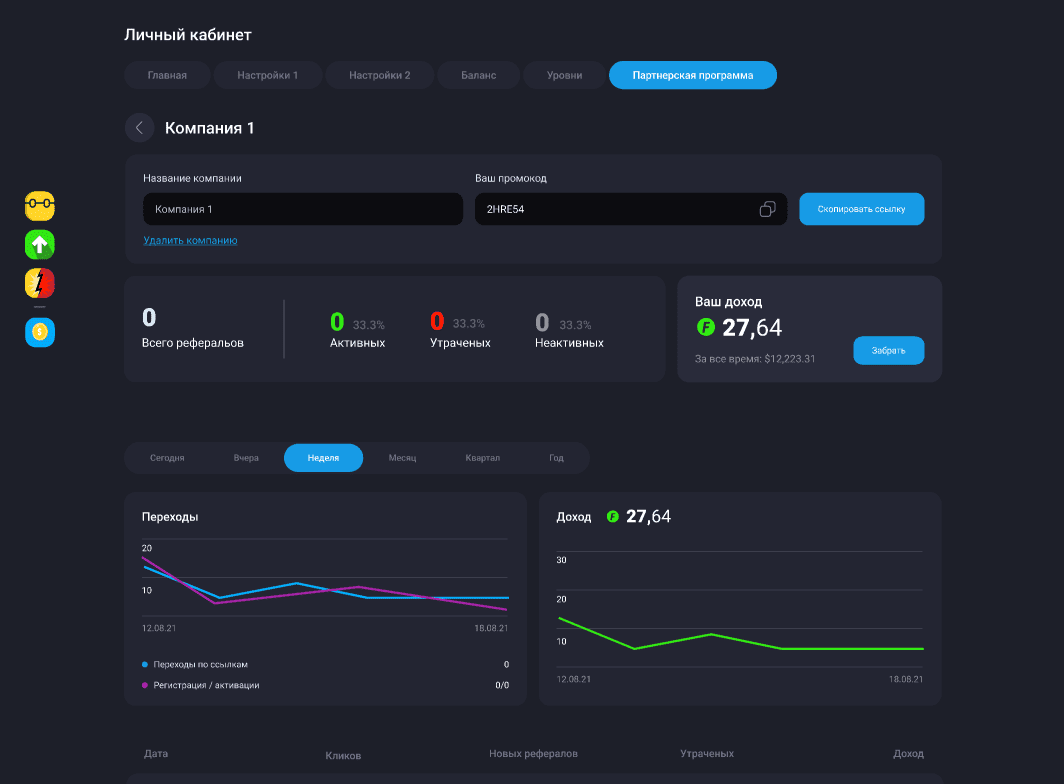 Личный кабинет
Главная Настройки 1 Настройки 2 Баланс Уровни Партнерская программа
Компания 1
Название компании Ваш промокод
Компания 1 2HRE54 Скопировать ссылку
Удалить компанию
0 0 33.3% 0 33.3% 0 33.3%
Всего реферальов Активных Утраченых Неактивных
Ваш доход
F 27,64
За все время: $12,223.31 Забрать
Сегодня Вчера Неделя Месяц Квартал Год
Переходы
20
10
12.08.21 18.08.21
Переходы по ссылкам 0
Регистрация / активации 0/0
Доход F 27,64
30
20
10
12.08.21 18.08.21
Дата Кликов Новых рефералов Утраченых Доход